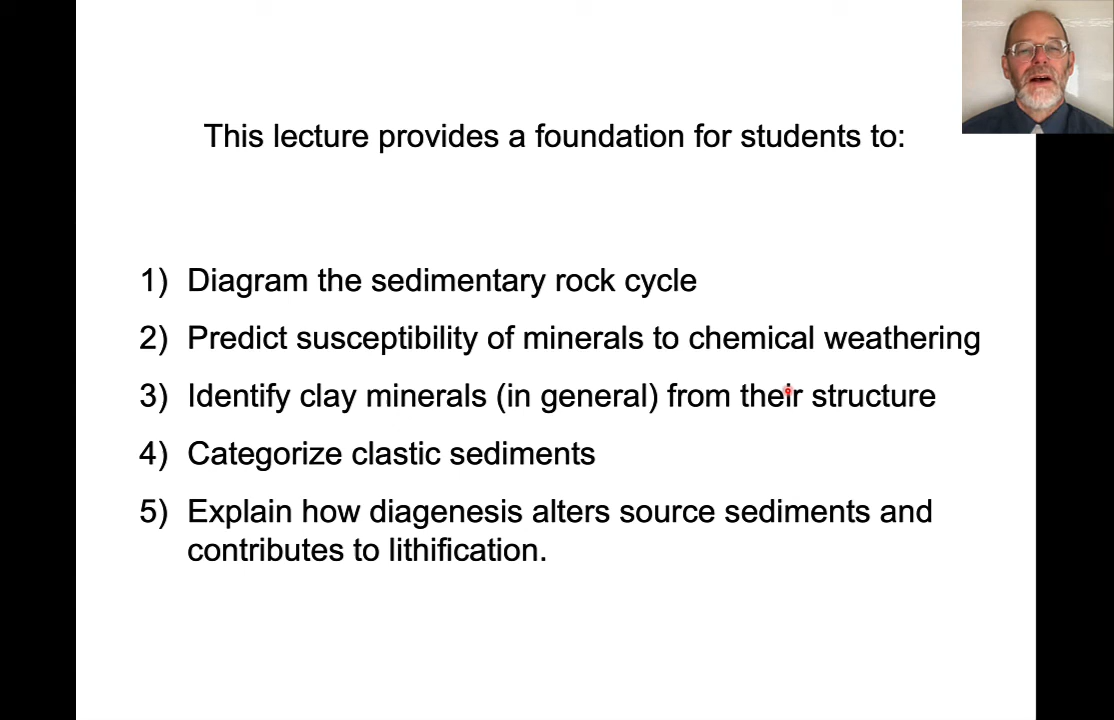 This lecture provides a foundation for students to:
1) Diagram the sedimentary rock cycle
2) Predict susceptibility of minerals to chemical weathering
3) Identify clay minerals (in general) from their structure
4) Categorize clastic sediments
5) Explain how diagenesis alters source sediments and
contributes to lithification.